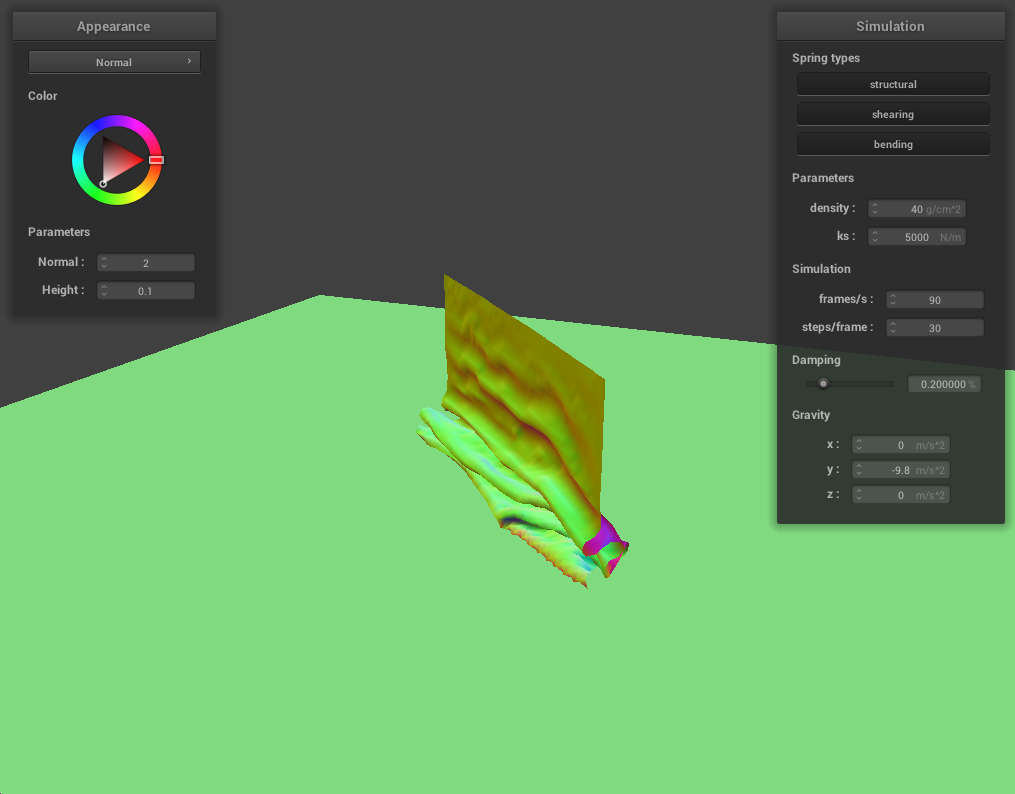 Appearance
Normal ›
Color
Parameters
Normal : 2
Height : 0.1
Simulation
Spring types
structural
shearing
bending
Parameters
density : 40 g/cm^2
ks : 5000 N/m
Simulation
frames/s : 90
steps/frame : 30
Damping
0.200000 %
Gravity
x : 0 m/s^2
y : -9.8 m/s^2
z : 0 m/s^2